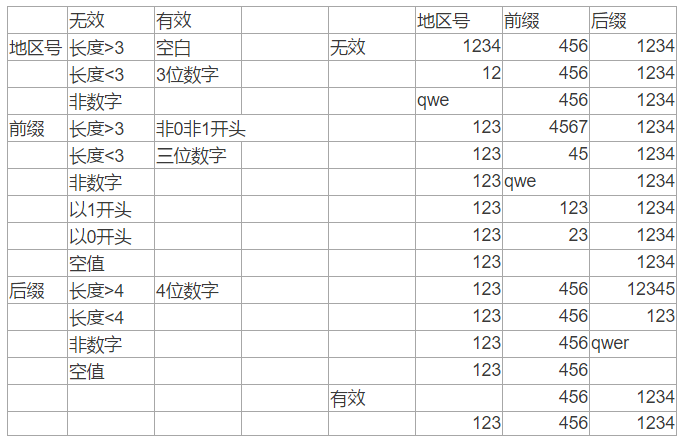 无效 有效 地区号 前缀 后缀
地区号 长度>3 空白 无效 1234 456 1234
长度<3 3位数字 12 456 1234
非数字 qwe 456 1234
前缀 长度>3 非0非1开头 123 4567 1234
长度<3 三位数字 123 45 1234
非数字 123 qwe 1234
以1开头 123 123 1234
以0开头 123 23 1234
空值 123 1234
后缀 长度>4 4位数字 123 456 12345
长度<4 123 456 123
非数字 123 456 qwer
空值 123 456
有效 456 1234
123 456 1234